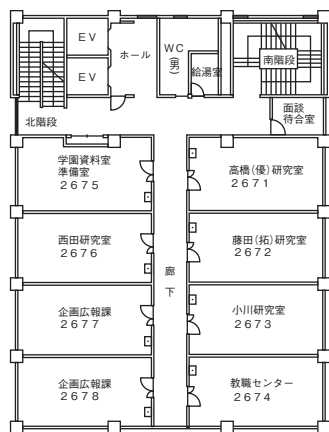 EV
EV
ホール
WC
(男)
給湯室
南階段
北階段
面談
待合室
学園資料室
準備室
2675
高橋(優)研究室
2671
西田研究室
2676
藤田(拓)研究室
2672
廊下
企画広報課
2677
小川研究室
2673
企画広報課
2678
教職センター
2674